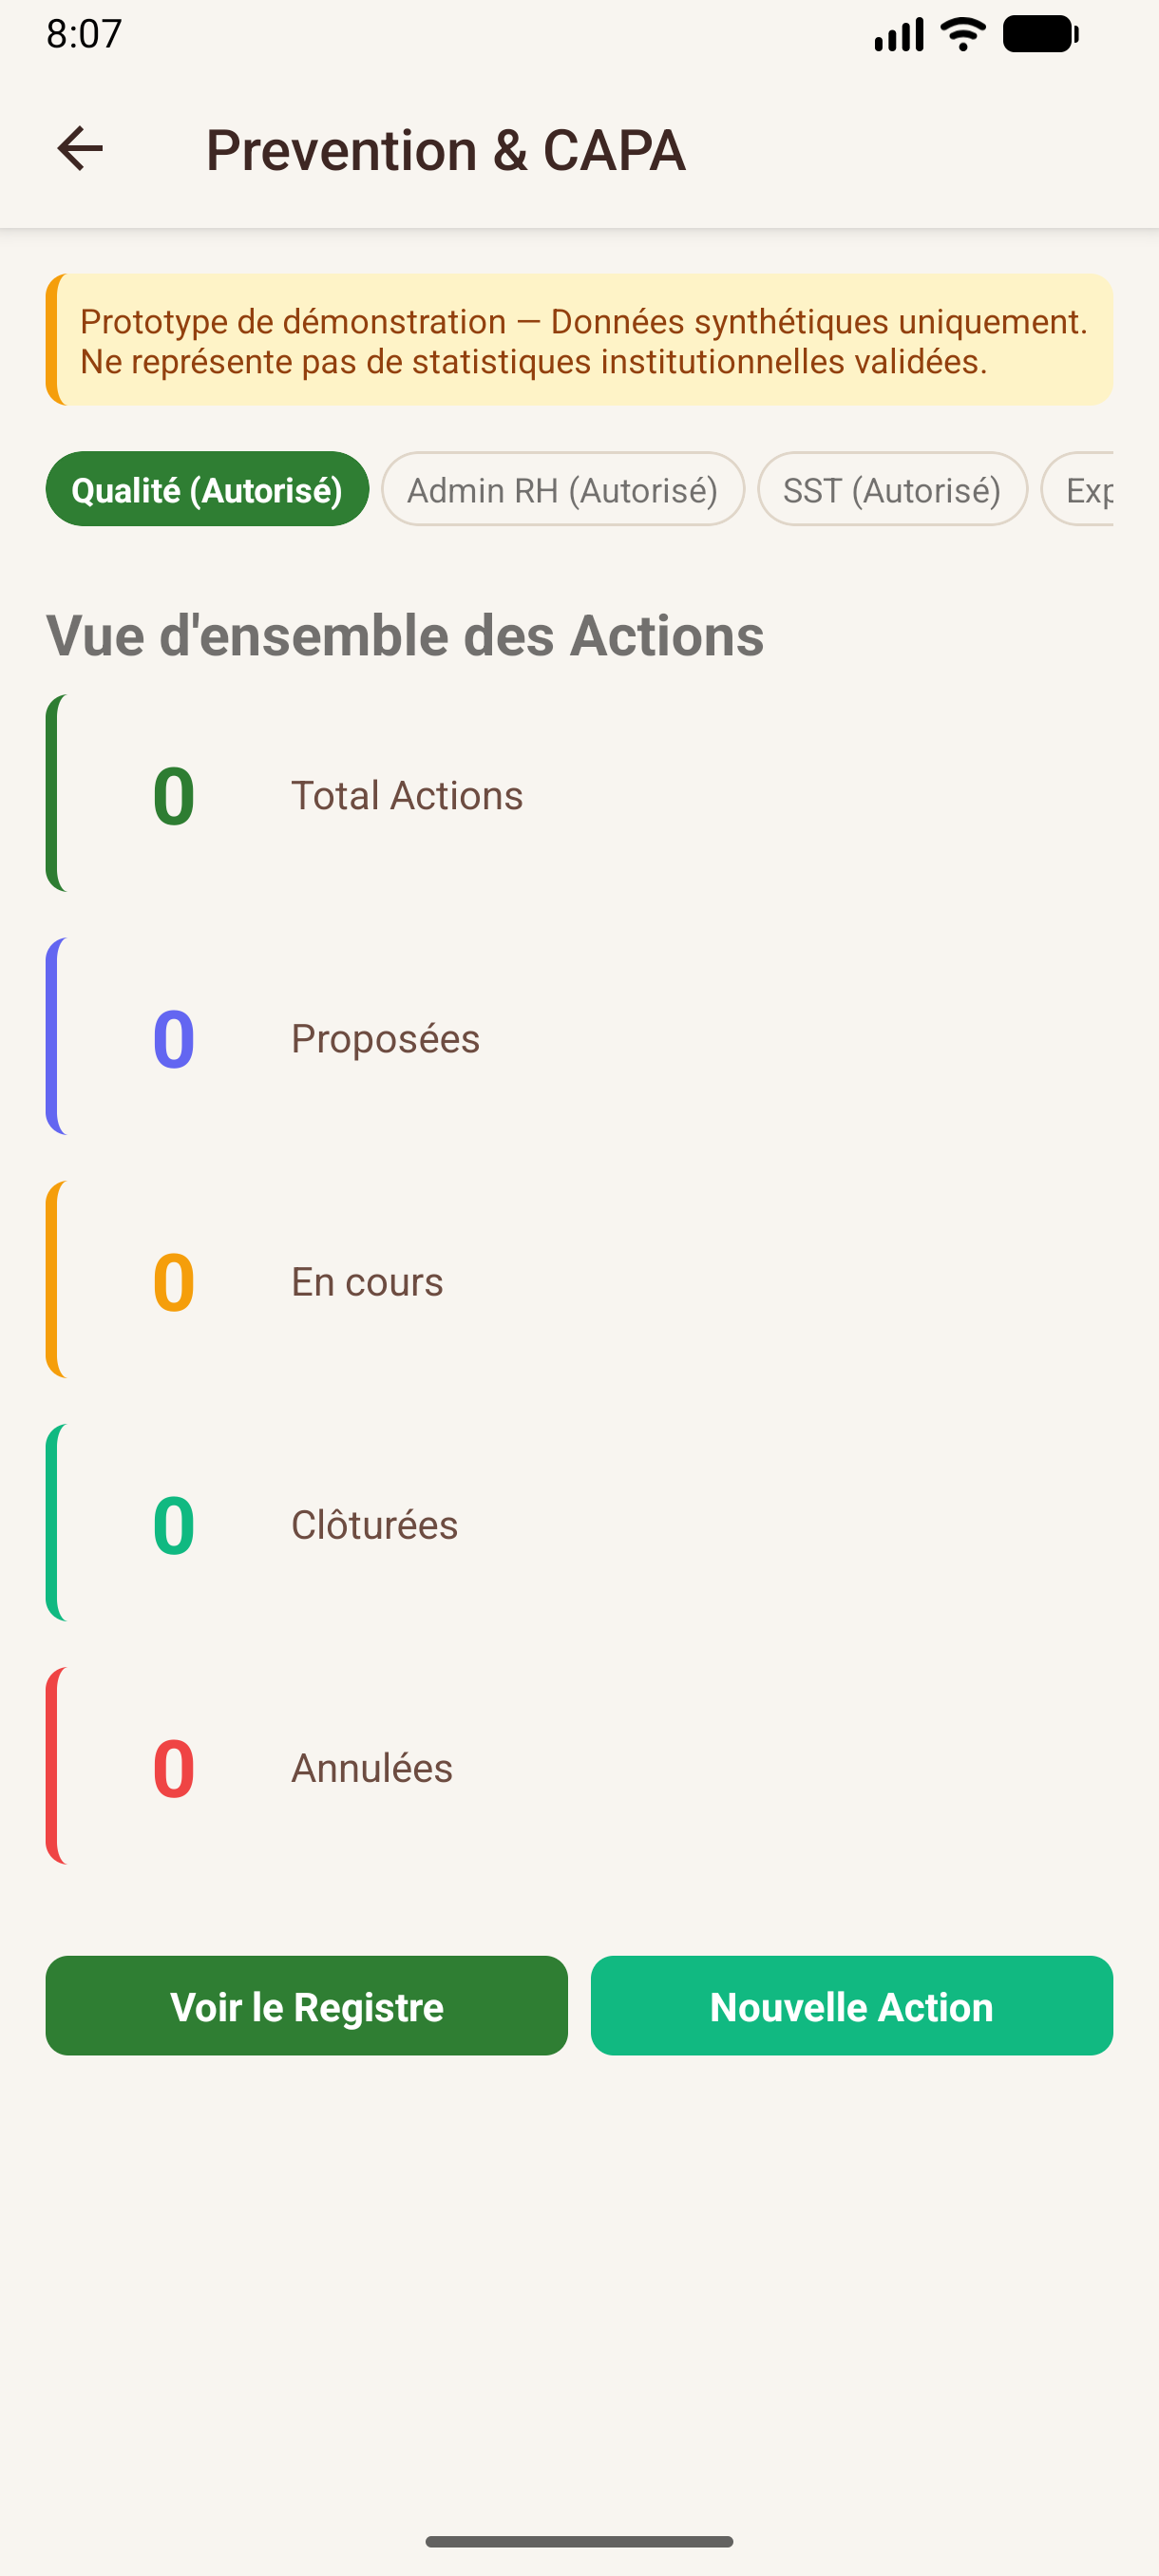 8:07
Prevention & CAPA
Prototype de démonstration — Données synthétiques uniquement.
Ne représente pas de statistiques institutionnelles validées.
Qualité (Autorisé) Admin RH (Autorisé) SST (Autorisé)
Vue d'ensemble des Actions
0 Total Actions
0 Proposées
0 En cours
0 Clôturées
0 Annulées
Voir le Registre Nouvelle Action